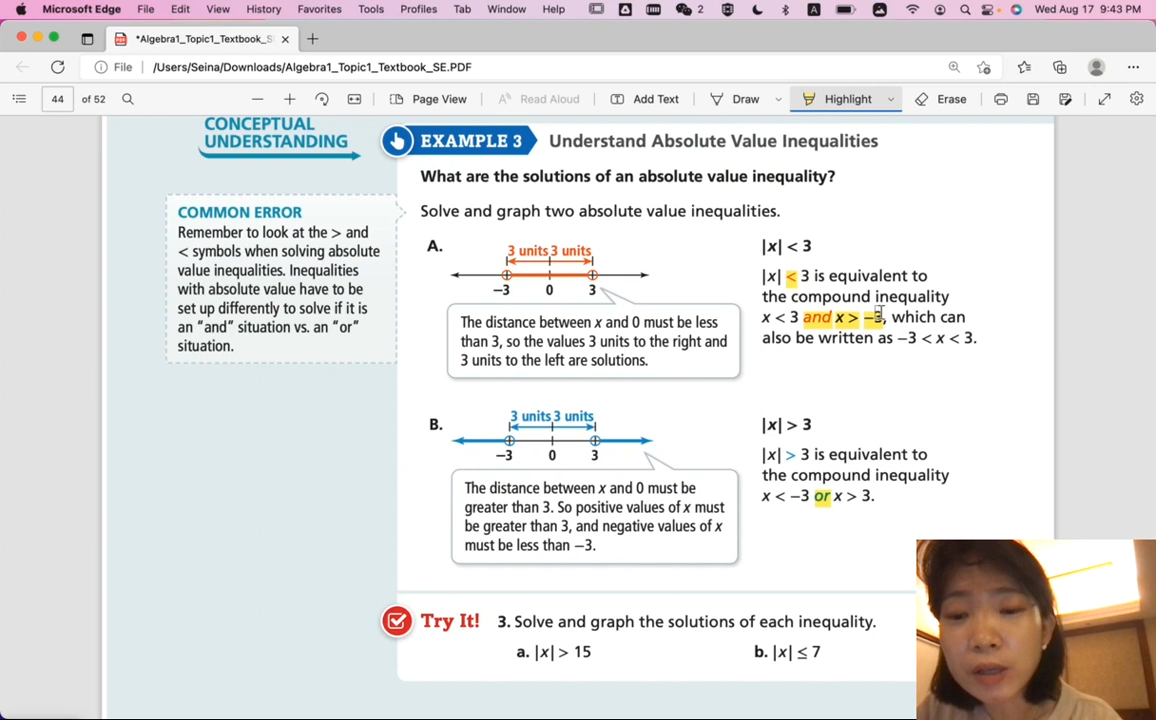 Microsoft Edge File Edit View History Favorites Tools Profiles Tab Window Help 2 A Wed Aug 17 9:43 PM
*Algebra1_Topic1_Textbook_S
File /Users/Seina/Downloads/Algebra1_Topic1_Textbook_SE.PDF
44 of 52 Page View Read Aloud Add Text Draw Highlight Erase
CONCEPTUAL
UNDERSTANDING
EXAMPLE 3 Understand Absolute Value Inequalities
What are the solutions of an absolute value inequality?
COMMON ERROR
Remember to look at the > and
< symbols when solving absolute
value inequalities. Inequalities
with absolute value have to be
set up differently to solve if it is
an "and" situation vs. an "or"
situation.
Solve and graph two absolute value inequalities.
A.
3 units 3 units
−3 0 3
The distance between x and 0 must be less
than 3, so the values 3 units to the right and
3 units to the left are solutions.
|x| < 3
|x| < 3 is equivalent to
the compound inequality
x < 3 and x > −3, which can
also be written as −3 < x < 3.
B.
3 units 3 units
−3 0 3
The distance between x and 0 must be
greater than 3. So positive values of x must
be greater than 3, and negative values of x
must be less than −3.
|x| > 3
|x| > 3 is equivalent to
the compound inequality
x < −3 or x > 3.
Try It! 3. Solve and graph the solutions of each inequality.
a. |x| > 15 b. |x| ≤ 7